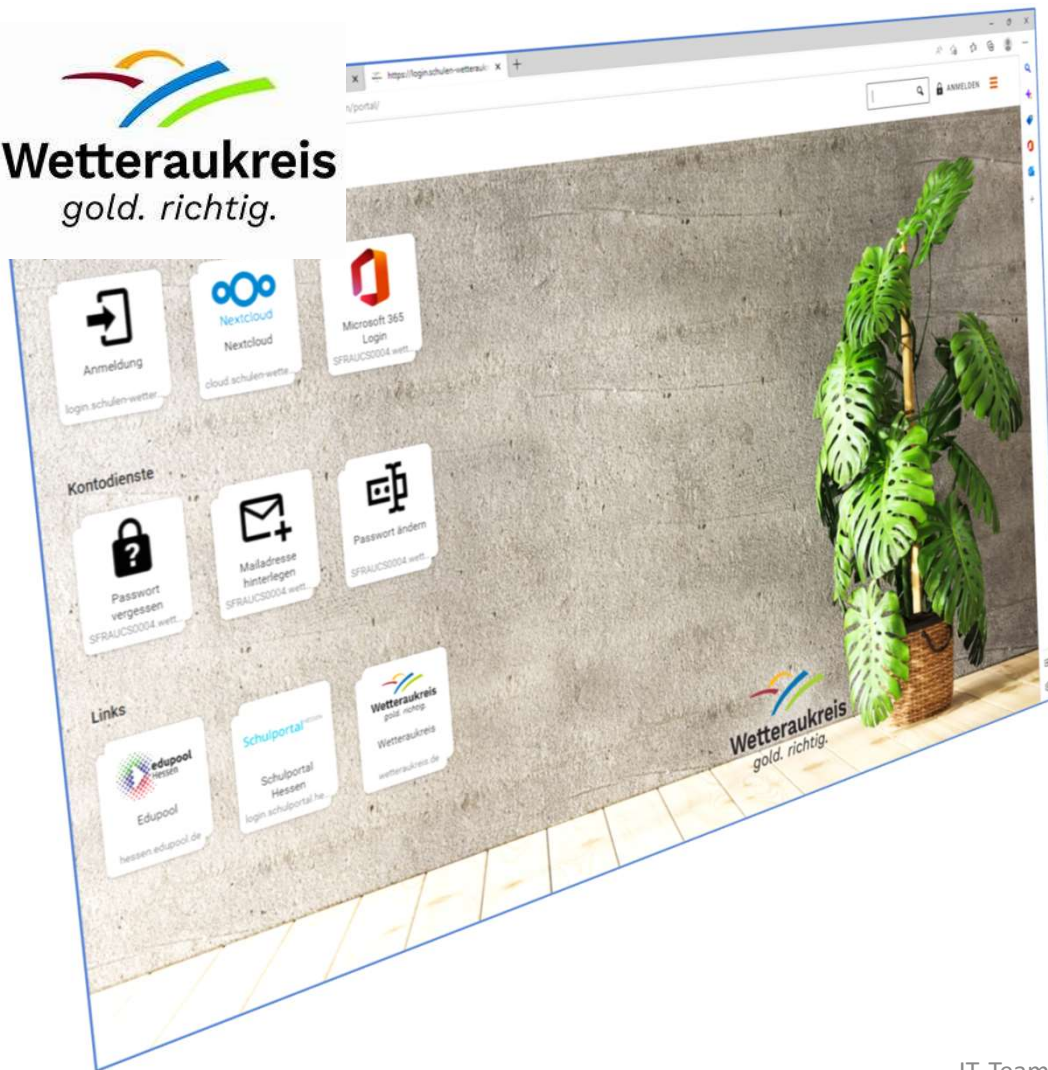 Wetteraukreis
gold. richtig.
https://login.schulen-wetterauk
n/portal/
ANMELDEN
Anmeldung
login.schulen-wetter...
Nextcloud
Nextcloud
cloud.schulen-wette...
Microsoft 365
Login
SFRAUCS0004.wett...
Kontodienste
Passwort
vergessen
SFRAUCS0004.wett...
Mailadresse
hinterlegen
SFRAUCS0004.wett...
Passwort ändern
SFRAUCS0004.wett...
Links
edupool
Hessen
Edupool
hessen.edupool.de
Schulportal
Schulportal
Hessen
login.schulportal.he...
Wetteraukreis
gold. richtig.
Wetteraukreis
wetteraukreis.de
Wetteraukreis
gold. richtig.
IT-Team